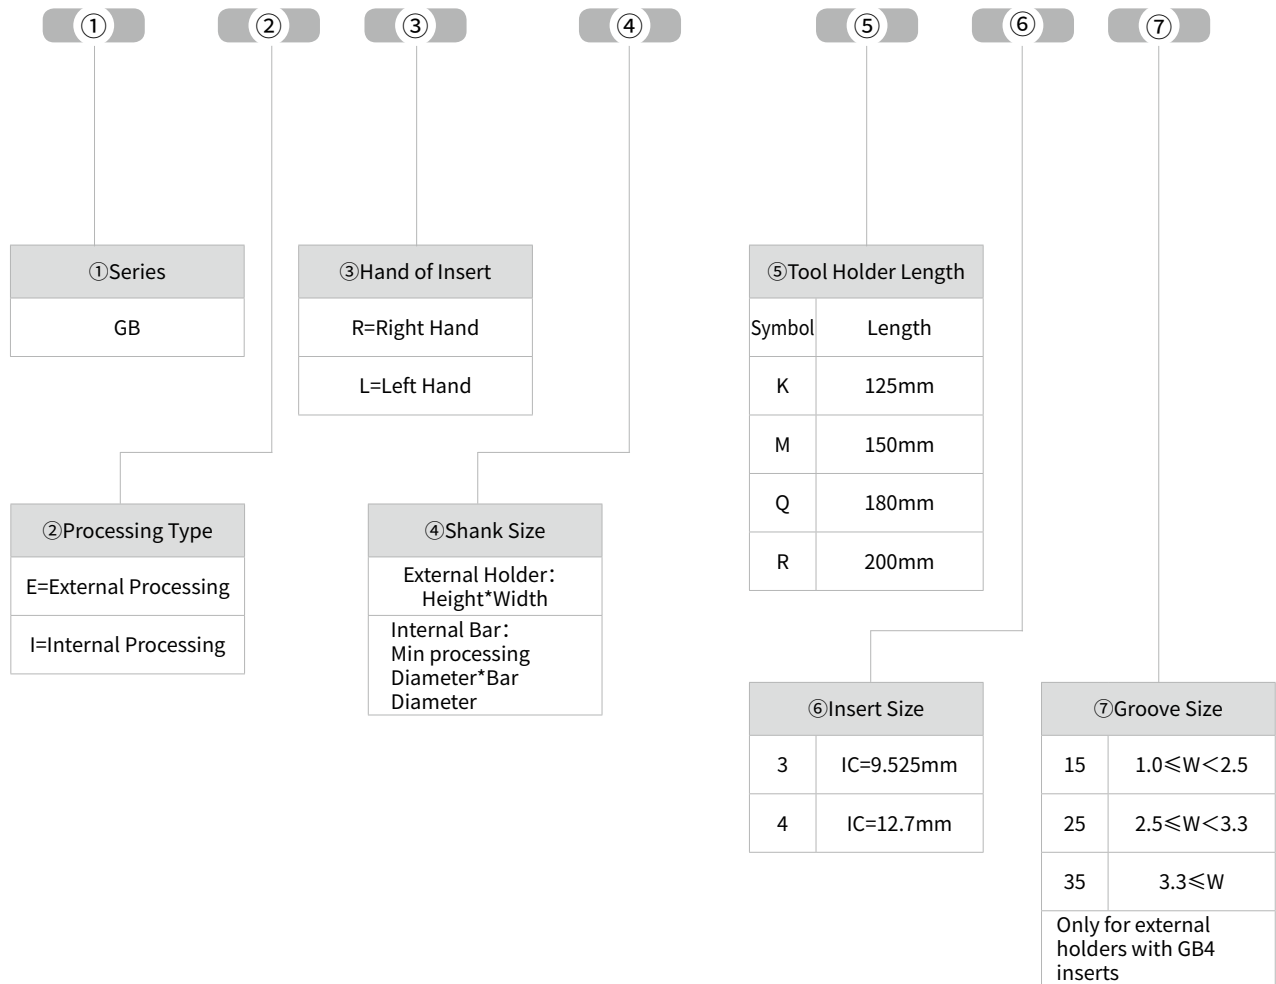 ① ② ③ ④ ⑤ ⑥ ⑦
①Series
GB
③Hand of Insert
R=Right Hand
L=Left Hand
⑤Tool Holder Length
Symbol Length
K 125mm
M 150mm
Q 180mm
R 200mm
②Processing Type
E=External Processing
I=Internal Processing
④Shank Size
External Holder：
Height*Width
Internal Bar：
Min processing
Diameter*Bar
Diameter
⑥Insert Size
3 IC=9.525mm
4 IC=12.7mm
⑦Groove Size
15 1.0≤W＜2.5
25 2.5≤W＜3.3
35 3.3≤W
Only for external
holders with GB4
inserts